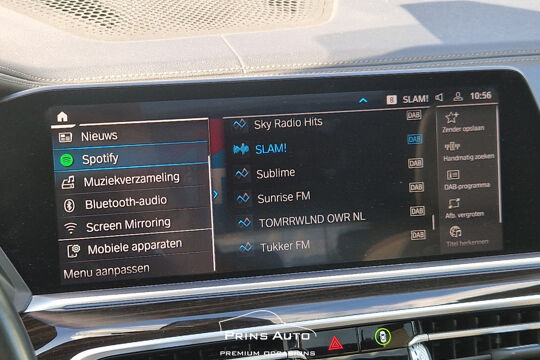 8 SLAM! 10:56
Nieuws
Spotify
Muziekverzameling
Bluetooth-audio
Screen Mirroring
Mobiele apparaten
Menu aanpassen
Sky Radio Hits DAB
SLAM! DAB
Sublime DAB
Sunrise FM DAB
TOMRRWLND OWR NL DAB
Tukker FM DAB
Zender opslaan
Handmatig zoeken
DAB-programma
Afb. vergroten
Titel herkennen
PRINS AUTO
PREMIUM OCCASIONS